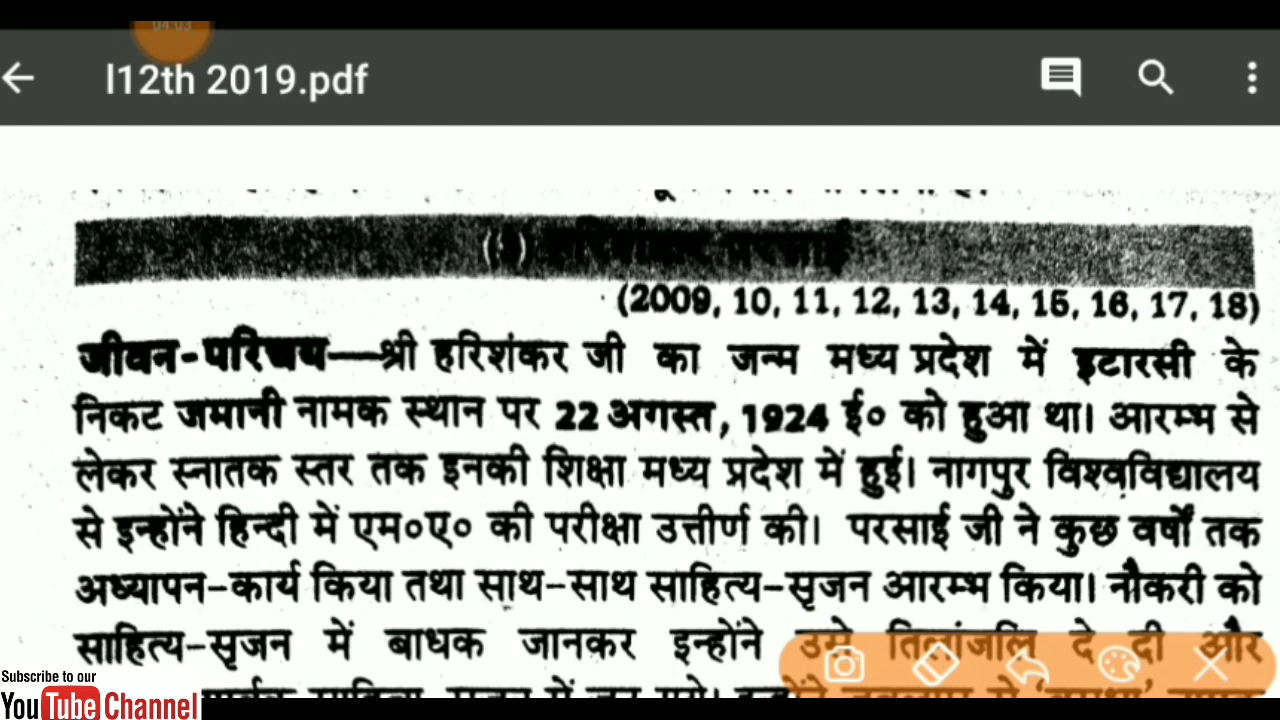 04:03
l12th 2019.pdf
(2009, 10, 11, 12, 13, 14, 15, 16, 17, 18)
जीवन-परिचय—श्री हरिशंकर जी का जन्म मध्य प्रदेश में इटारसी के
निकट जमानी नामक स्थान पर 22 अगस्त, 1924 ई० को हुआ था। आरम्भ से
लेकर स्नातक स्तर तक इनकी शिक्षा मध्य प्रदेश में हुई। नागपुर विश्वविद्यालय
से इन्होंने हिन्दी में एम०ए० की परीक्षा उत्तीर्ण की। परसाई जी ने कुछ वर्षों तक
अध्यापन-कार्य किया तथा साथ-साथ साहित्य-सृजन आरम्भ किया। नौकरी को
साहित्य-सृजन में बाधक जानकर इन्होंने उसे तिलांजलि दे दी और
Subscribe to our
YouTube Channel